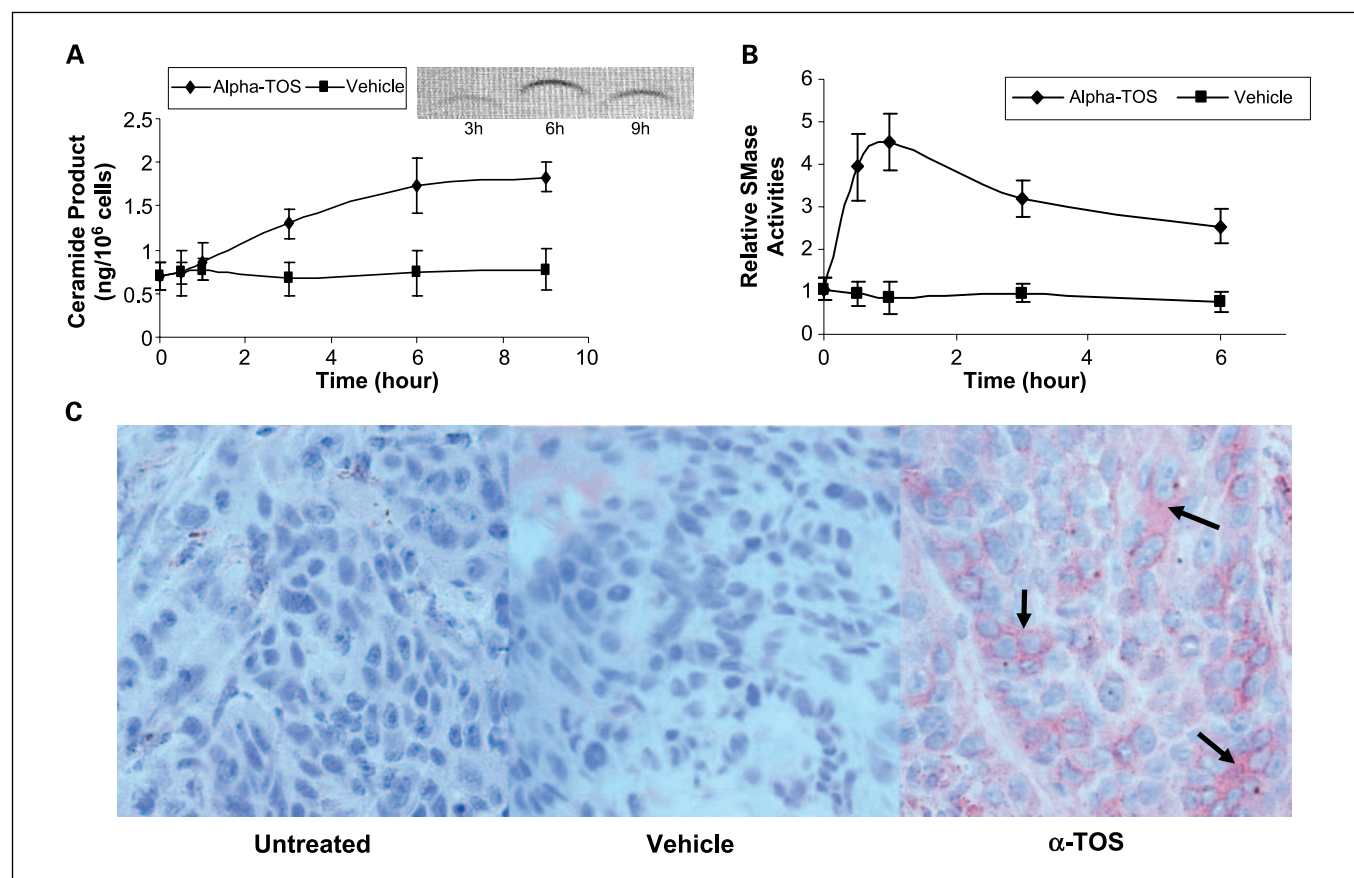 A
Alpha-TOS Vehicle
3h 6h 9h
Ceramide Product
(ng/10⁶ cells)
2.5
2
1.5
1
0.5
0
0 2 4 6 8 10
Time (hour)
B
Alpha-TOS Vehicle
Relative SMase
Activities
6
5
4
3
2
1
0
0 2 4 6
Time (hour)
C
Untreated Vehicle α-TOS